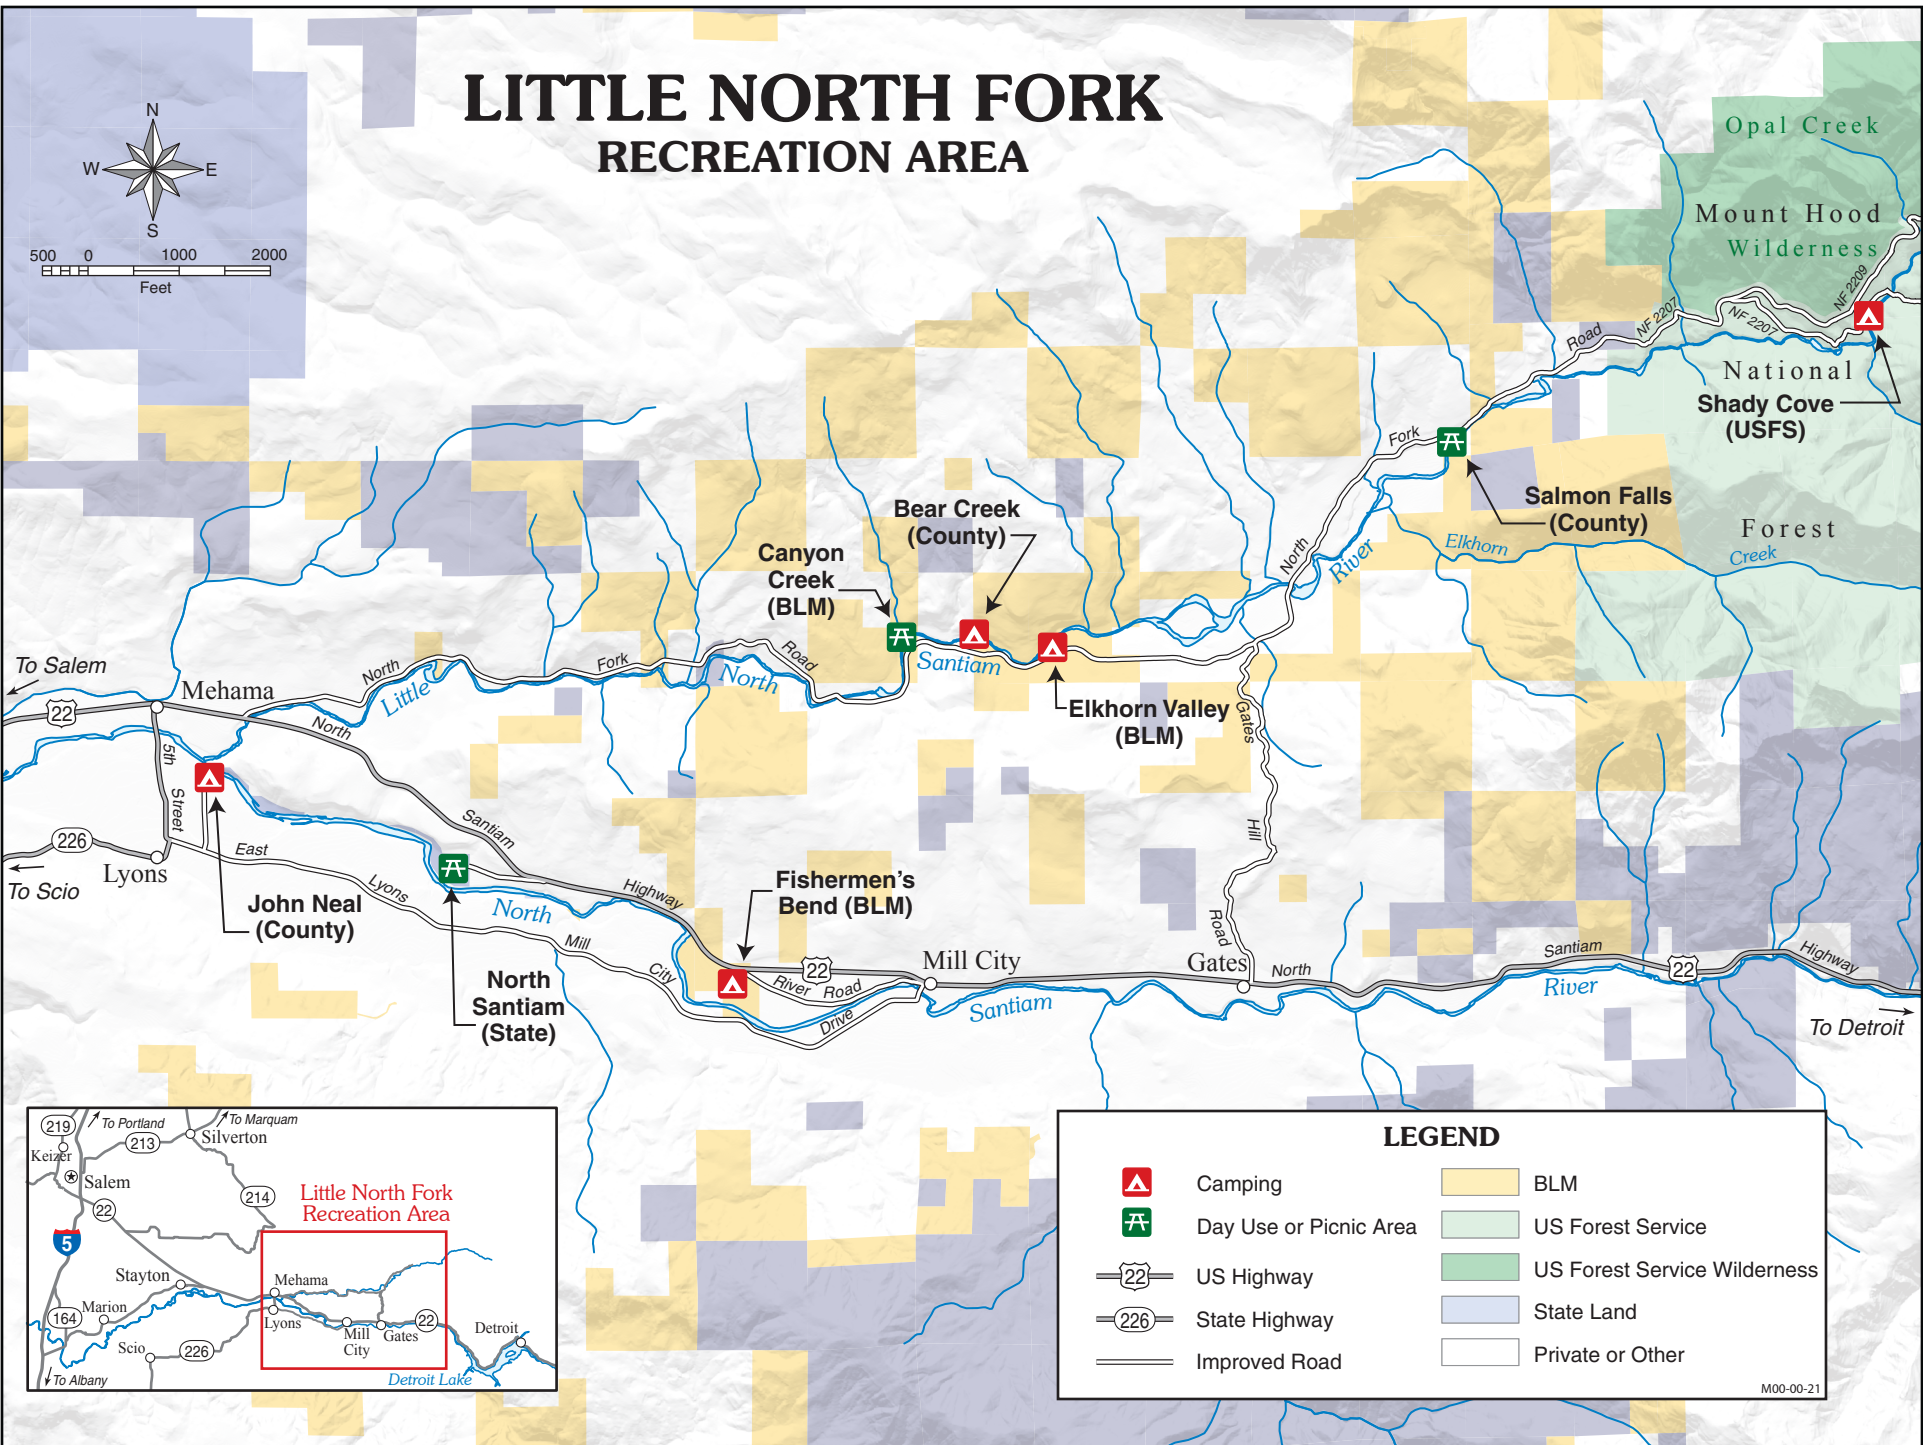 LITTLE NORTH FORK
RECREATION AREA
N
W
E
S
500 0 1000 2000
Feet
Opal Creek
Mount Hood
Wilderness
NF 2209
NF 2207
NF 2207
Road
National
Shady Cove
(USFS)
Fork
Salmon Falls
(County)
Forest
Elkhorn
Creek
North
River
Bear Creek
(County)
Canyon
Creek
(BLM)
Santiam
Elkhorn Valley
(BLM)
To Salem
22
Mehama
North
Little
Fork
North
Road
North
Santiam
Highway
5th
Street
226
Lyons
To Scio
East
Lyons
Mill
City
Drive
John Neal
(County)
North
Santiam
(State)
North
Fishermen's
Bend (BLM)
22
River Road
Mill City
Santiam
Gates
Hill
Road
Gates
North
Santiam
22
Highway
River
To Detroit
219
To Portland
To Marquam
213
Silverton
Keizer
Salem
22
214
5
Little North Fork
Recreation Area
Stayton
Mehama
164
Marion
Lyons
Mill
City
Gates
22
Detroit
Scio
226
To Albany
Detroit Lake
LEGEND
Camping
Day Use or Picnic Area
22 US Highway
226 State Highway
Improved Road
BLM
US Forest Service
US Forest Service Wilderness
State Land
Private or Other
M00-00-21